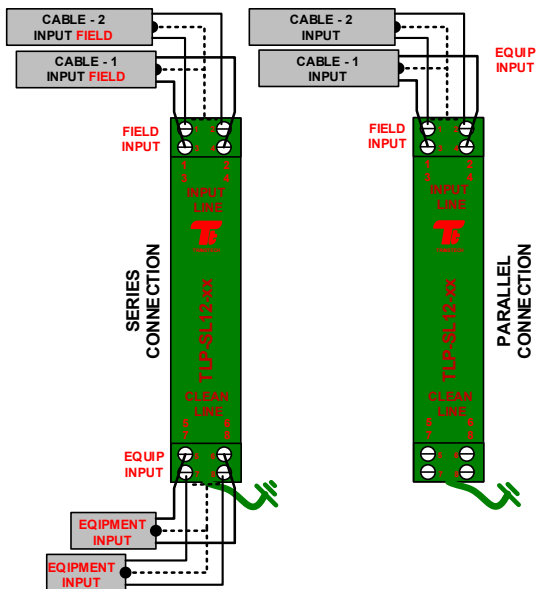 CABLE - 2
INPUT FIELD
CABLE - 1
INPUT FIELD
FIELD
INPUT
1 2
3 4
INPUT
LINE
SERIES
CONNECTION
TLP-SL12-xx
CLEAN
LINE
5 6
7 8
EQUIP
INPUT
EQIPMENT
INPUT
EQIPMENT
INPUT
CABLE - 2
INPUT
CABLE - 1
INPUT
EQUIP
INPUT
FIELD
INPUT
1 2
3 4
INPUT
LINE
TLP-SL12-xx
PARALLEL
CONNECTION
CLEAN
LINE
5 6
7 8